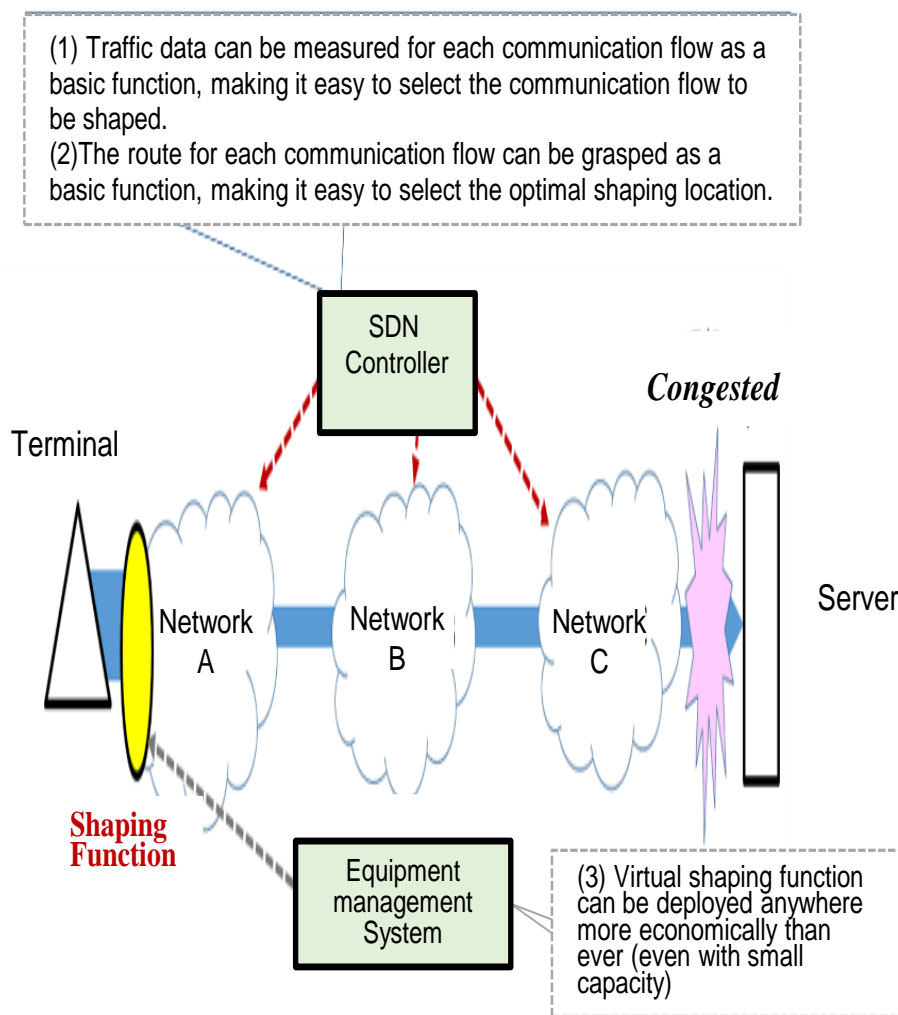 (1) Traffic data can be measured for each communication flow as a
basic function, making it easy to select the communication flow to
be shaped.
(2)The route for each communication flow can be grasped as a
basic function, making it easy to select the optimal shaping location.
SDN
Controller
Congested
Terminal
Server
Network
A
Network
B
Network
C
Shaping
Function
Equipment
management
System
(3) Virtual shaping function
can be deployed anywhere
more economically than
ever (even with small
capacity)